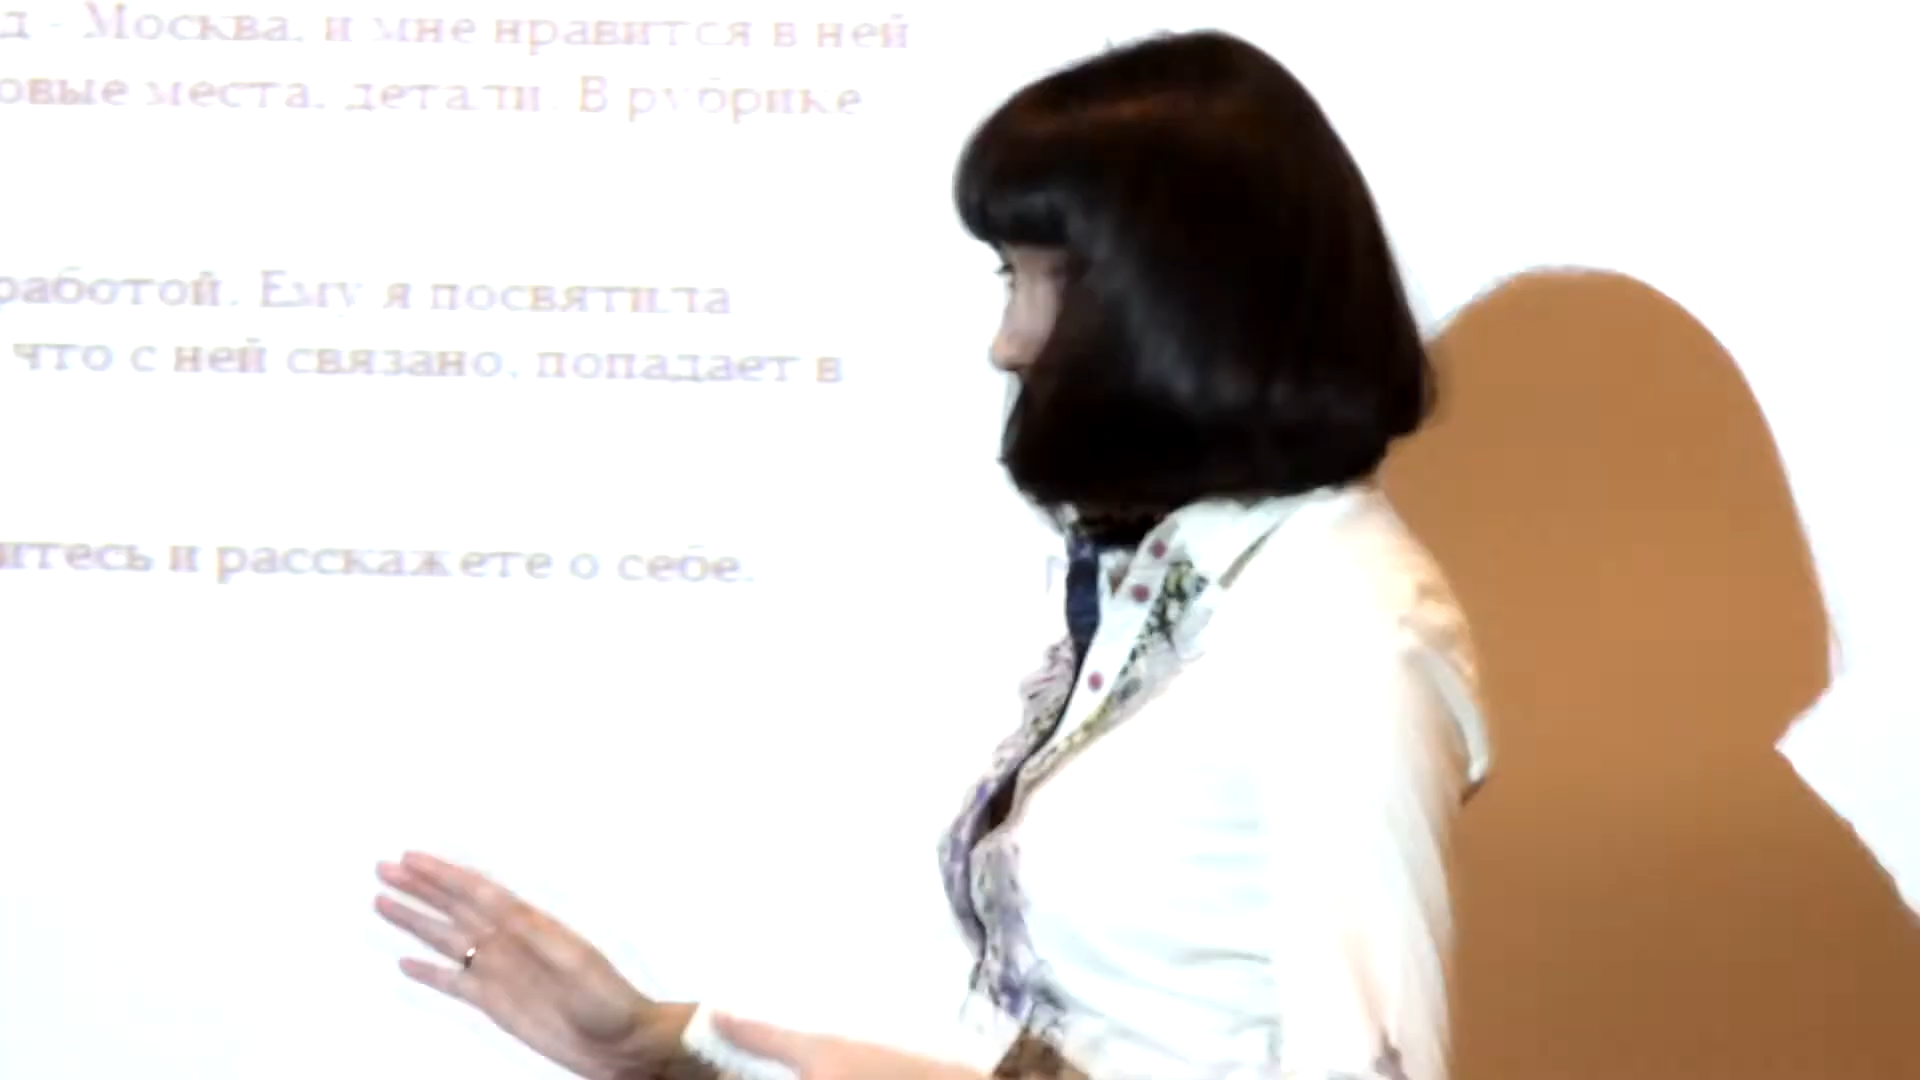 д - Москва, и мне нравится в ней
овые места, детали. В рубрике
работой. Ему я посвятила
что с ней связано, попадает в
итесь и расскажете о себе.